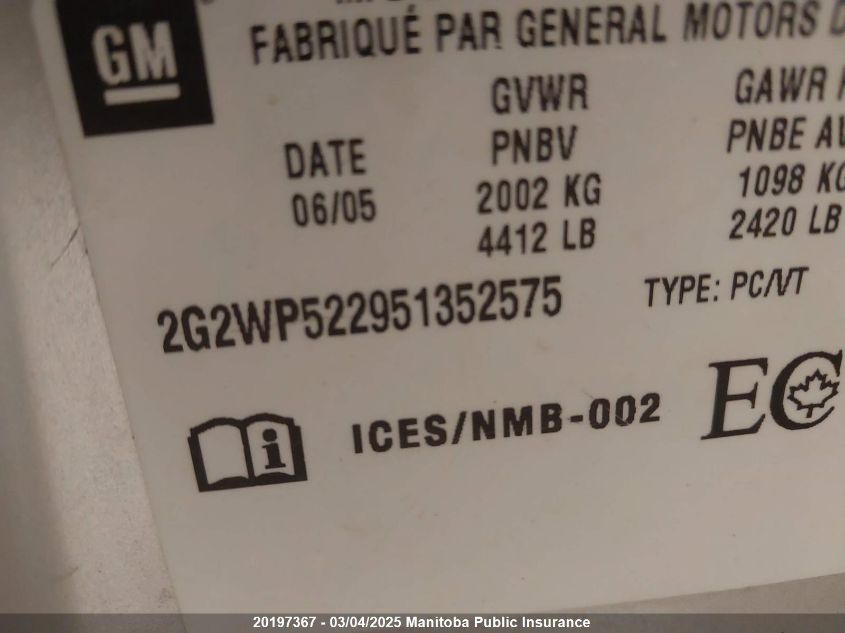 GM
FABRIQUÉ PAR GENERAL MOTORS
GVWR GAWR
DATE PNBV PNBE
06/05 2002 KG 1098
4412 LB 2420 LB
2G2WP522951352575 TYPE: PC/VT
ICES/NMB-002 EC
20197367 - 03/04/2025 Manitoba Public Insurance